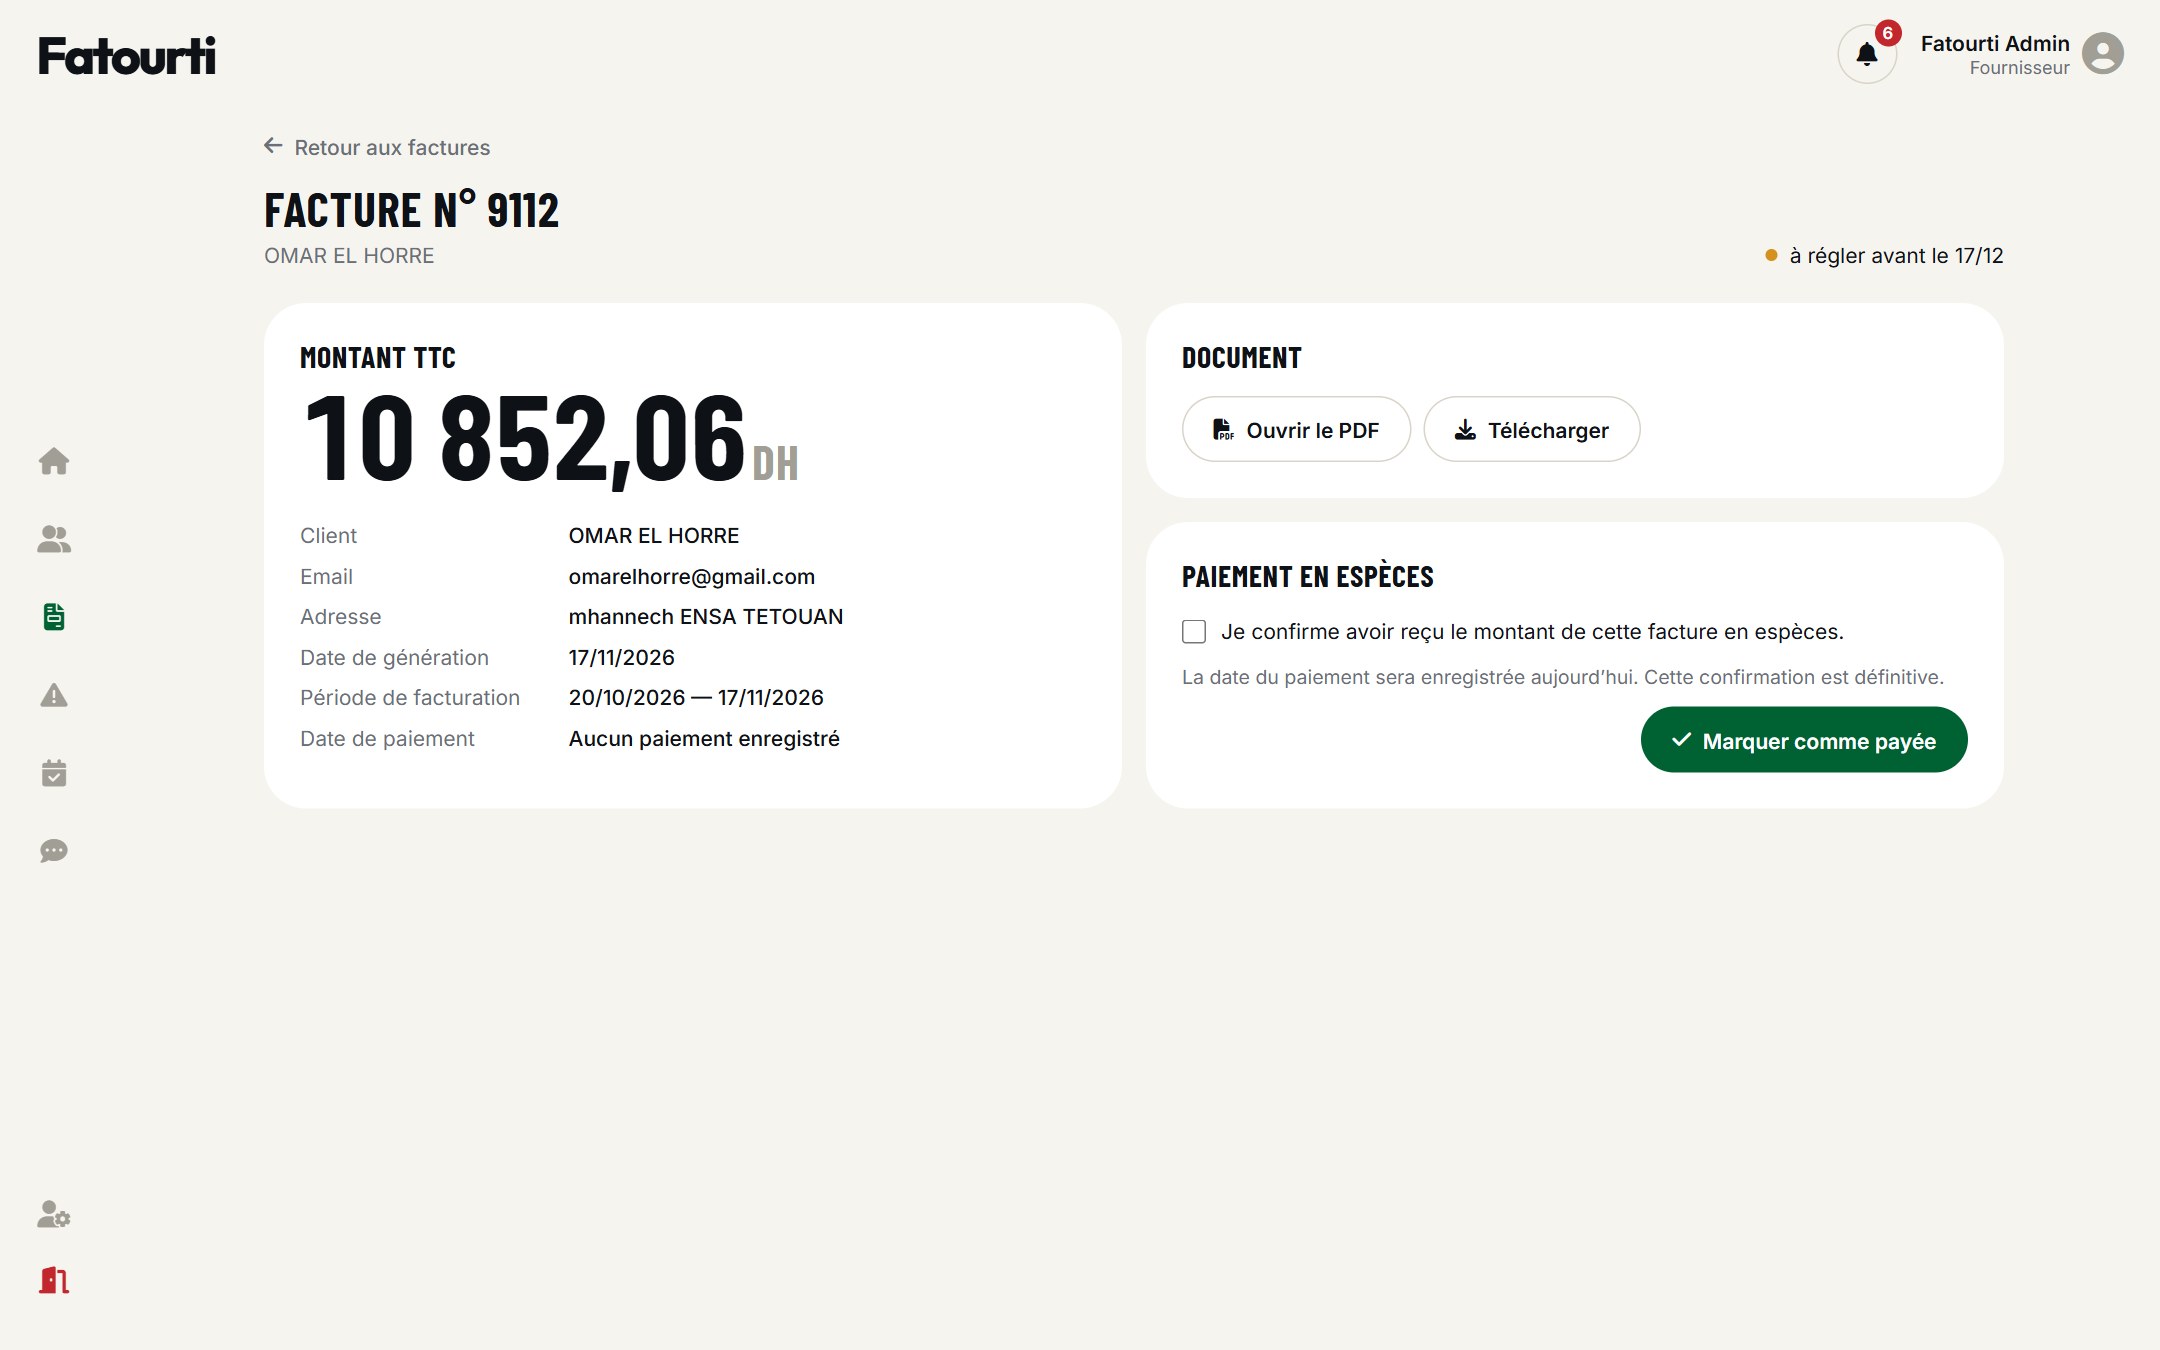 Fatourti
6
Fatourti Admin
Fournisseur
Retour aux factures
FACTURE N° 9112
OMAR EL HORRE
à régler avant le 17/12
MONTANT TTC
10 852,06 DH
Client OMAR EL HORRE
Email omarelhorre@gmail.com
Adresse mhannech ENSA TETOUAN
Date de génération 17/11/2026
Période de facturation 20/10/2026 — 17/11/2026
Date de paiement Aucun paiement enregistré
DOCUMENT
PDF Ouvrir le PDF Télécharger
PAIEMENT EN ESPÈCES
Je confirme avoir reçu le montant de cette facture en espèces.
La date du paiement sera enregistrée aujourd’hui. Cette confirmation est définitive.
Marquer comme payée